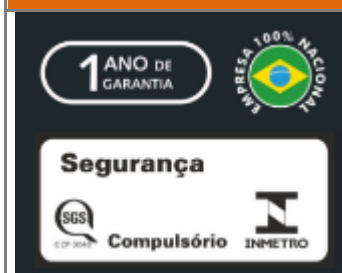 1 ANO DE
GARANTIA
EMPRESA 100% NACIONAL
Segurança
SGS
Compulsório
INMETRO